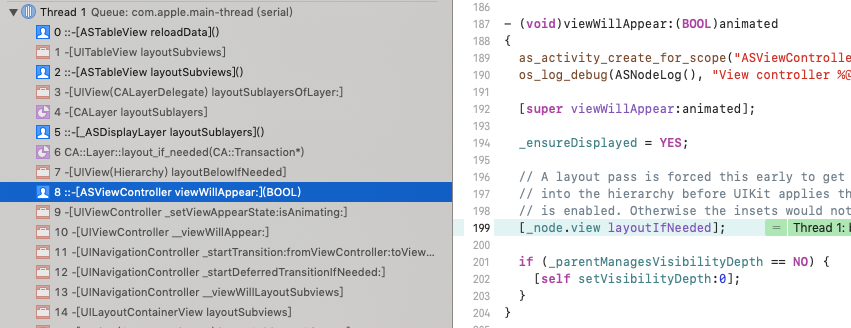 Thread 1 Queue: com.apple.main-thread (serial)
0 ::-[ASTableView reloadData]()
1 -[UITableView layoutSubviews]
2 ::-[ASTableView layoutSubviews]()
3 -[UIView(CALayerDelegate) layoutSublayersOfLayer:]
4 -[CALayer layoutSublayers]
5 ::-[_ASDisplayLayer layoutSublayers]()
6 CA::Layer::layout_if_needed(CA::Transaction*)
7 -[UIView(Hierarchy) layoutBelowIfNeeded]
8 ::-[ASViewController viewWillAppear:](BOOL)
9 -[UIViewController _setViewAppearState:isAnimating:]
10 -[UIViewController __viewWillAppear:]
11 -[UINavigationController _startTransition:fromViewController:toView...
12 -[UINavigationController _startDeferredTransitionIfNeeded:]
13 -[UINavigationController __viewWillLayoutSubviews]
14 -[UILayoutContainerView layoutSubviews]
186
187 - (void)viewWillAppear:(BOOL)animated
188 {
189 as_activity_create_for_scope("ASViewControlle
190 os_log_debug(ASNodeLog(), "View controller %@
191
192 [super viewWillAppear:animated];
193
194 _ensureDisplayed = YES;
195
196 // A layout pass is forced this early to get
197 // into the hierarchy before UIKit applies th
198 // is enabled. Otherwise the insets would not
199 [_node.view layoutIfNeeded]; = Thread 1:
200
201 if (_parentManagesVisibilityDepth == NO) {
202 [self setVisibilityDepth:0];
203 }
204 }
205